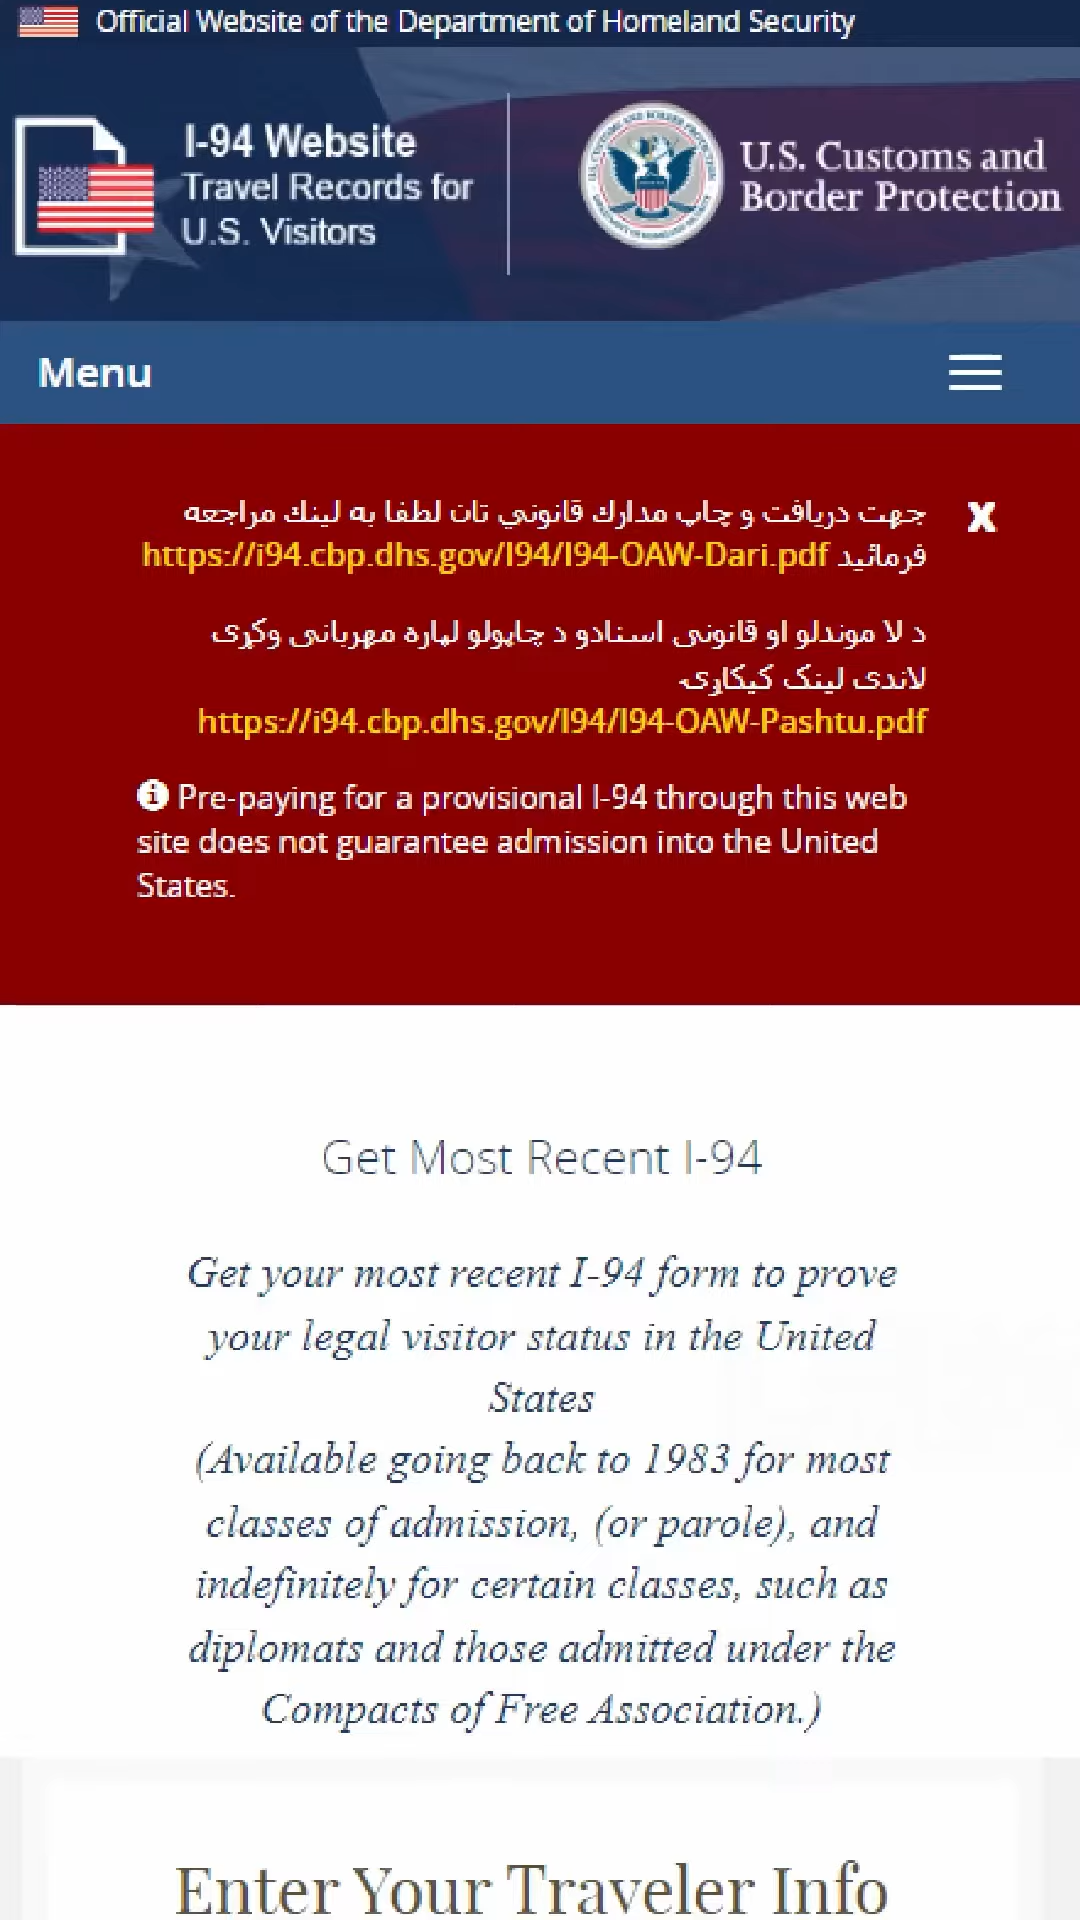 Official Website of the Department of Homeland Security
I-94 Website
Travel Records for
U.S. Visitors
U.S. Customs and
Border Protection
Menu
جهت دریافت و چاپ مدارك قانوني تان لطفا به لينك مراجعه
فرمائید https://i94.cbp.dhs.gov/I94/I94-OAW-Dari.pdf
X
د لا موندلو او قانونی اسنادو د چاپولو لپاره مهربانی وکړی
لاندی لینک کیکاږی.
https://i94.cbp.dhs.gov/I94/I94-OAW-Pashtu.pdf
Pre-paying for a provisional I-94 through this web
site does not guarantee admission into the United
States.
Get Most Recent I-94
Get your most recent I-94 form to prove
your legal visitor status in the United
States
(Available going back to 1983 for most
classes of admission, (or parole), and
indefinitely for certain classes, such as
diplomats and those admitted under the
Compacts of Free Association.)
Enter Your Traveler Info